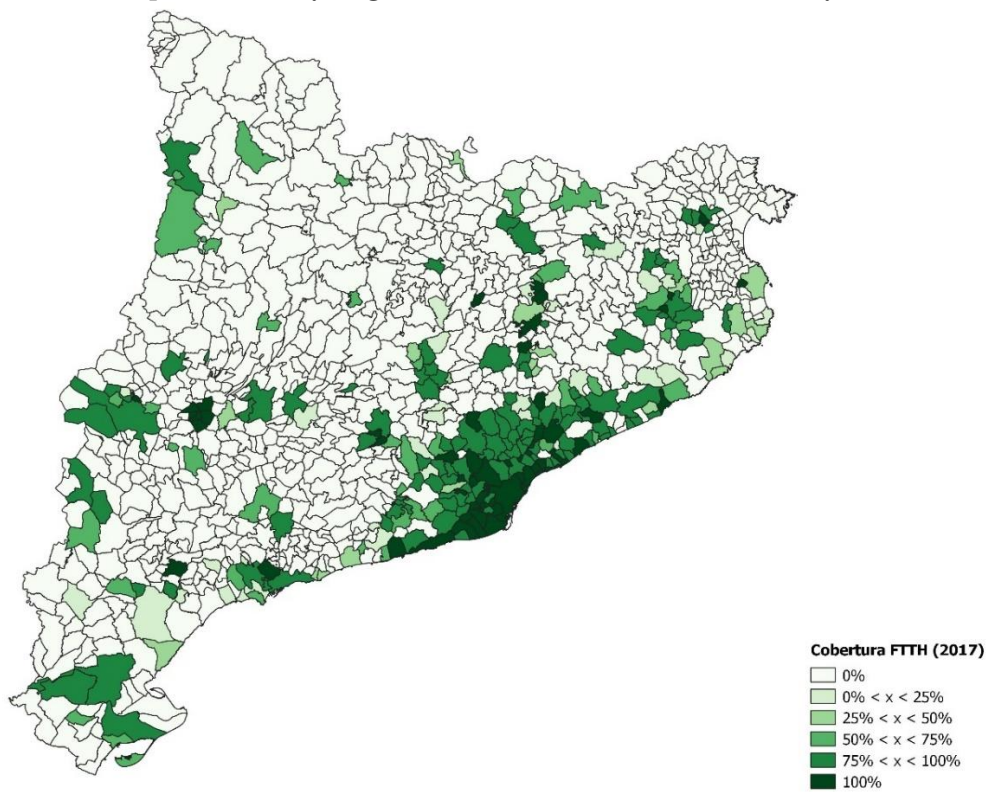 Cobertura FTTH (2017)
0%
0% < x < 25%
25% < x < 50%
50% < x < 75%
75% < x < 100%
100%